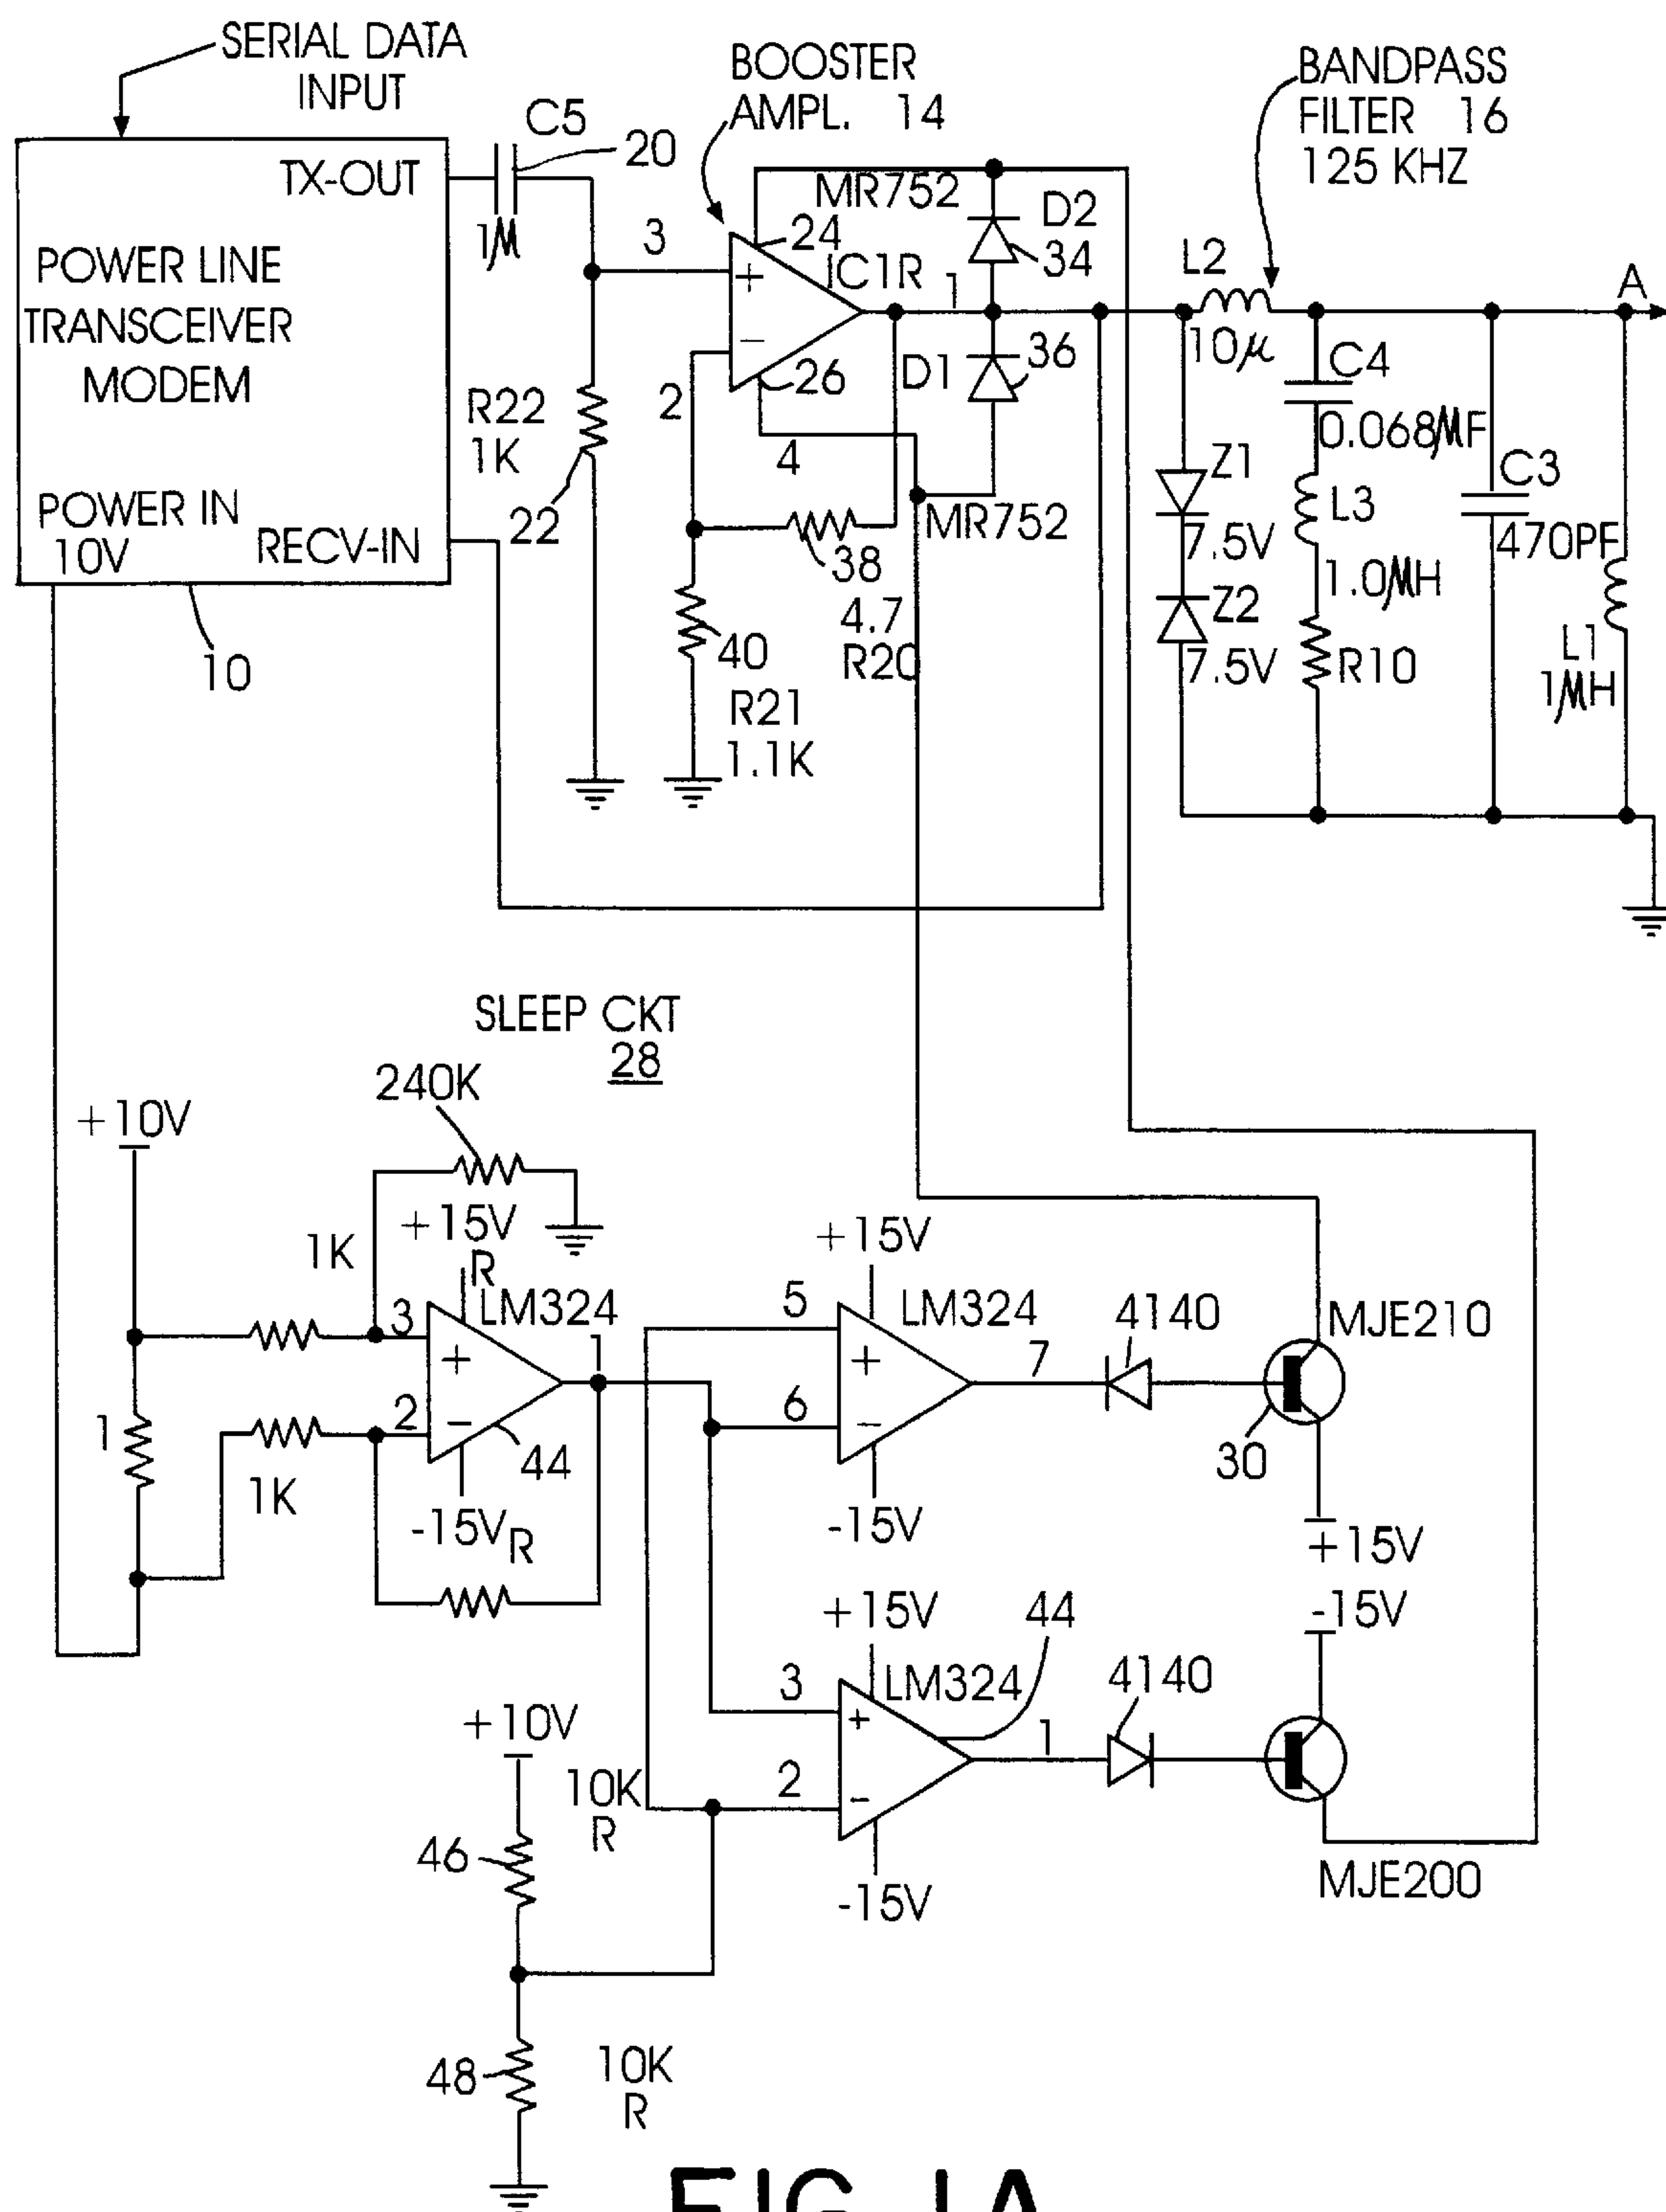 SERIAL DATA
INPUT
BOOSTER
AMPL. 14
BANDPASS
FILTER 16
125 KHZ
C5
20
TX-OUT
1M
POWER LINE
TRANSCEIVER
MODEM
POWER IN
10V
RECV-IN
10
R22
1K
22
3
2
24
IC1R
26
4
1
MR752
D2
34
D1
36
MR752
38
4.7
R20
40
R21
1.1K
L2
10μ
A
C4
0.068MF
Z1
7.5V
Z2
7.5V
L3
1.0MH
R10
C3
470PF
L1
1MH
SLEEP CKT
28
240K
+10V
1K
+15V
R
LM324
3
1
2
44
-15V
R
1
1K
+15V
5
LM324
7
6
-15V
4140
MJE210
30
+15V
-15V
+15V
44
3
LM324
1
2
-15V
4140
MJE200
+10V
10K
R
46
48
10K
R
FIG. 1A